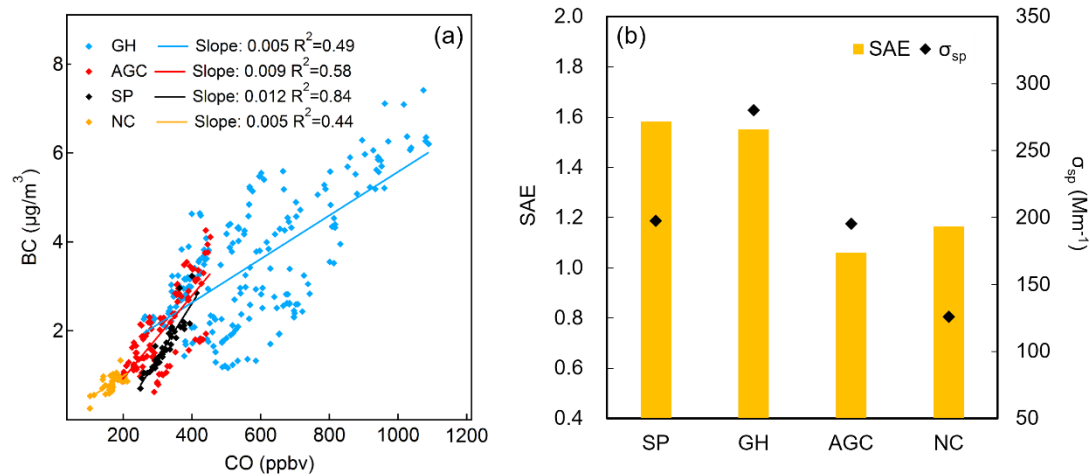 (a)
GH Slope: 0.005 R²=0.49
AGC Slope: 0.009 R²=0.58
SP Slope: 0.012 R²=0.84
NC Slope: 0.005 R²=0.44
8
6
4
2
BC (µg/m³)
200 400 600 800 1000 1200
CO (ppbv)
(b)
SAE σsp
2.0
1.8
1.6
1.4
1.2
1.0
0.8
0.6
0.4
SAE
350
300
250
200
150
100
50
σsp (Mm⁻¹)
SP GH AGC NC